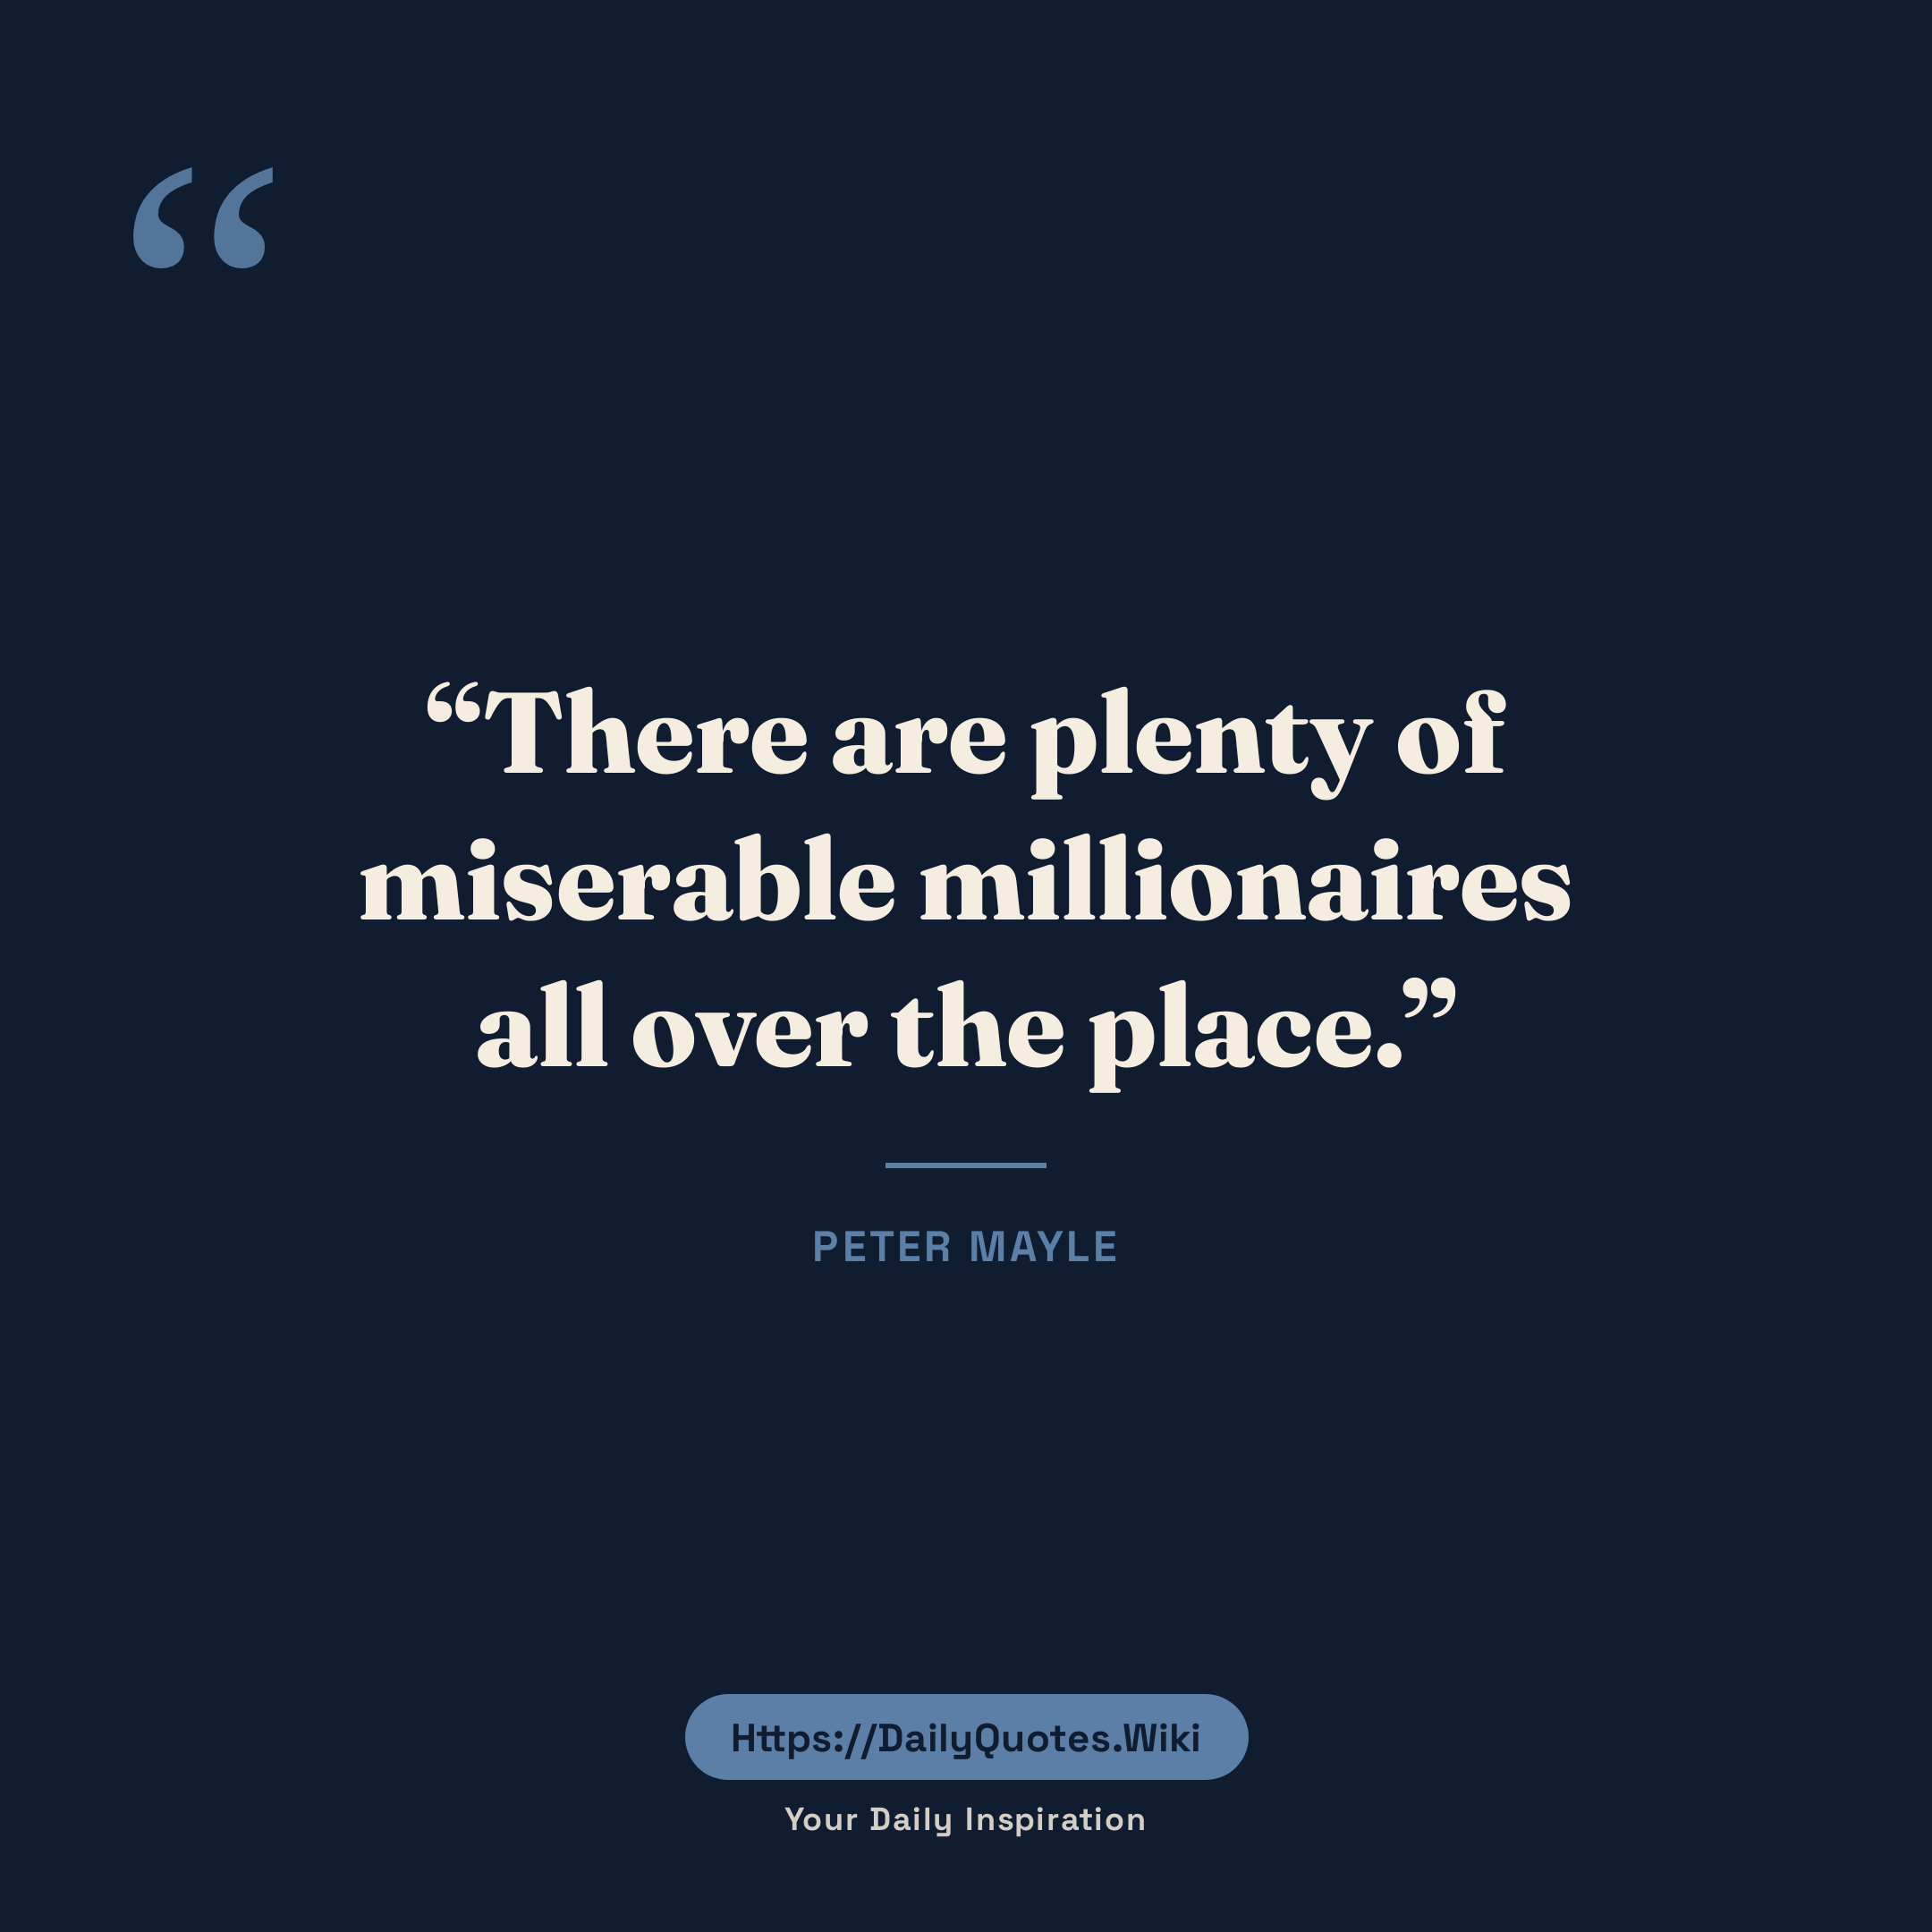 “
“There are plenty of
miserable millionaires
all over the place.”
PETER MAYLE
Https://DailyQuotes.Wiki
Your Daily Inspiration